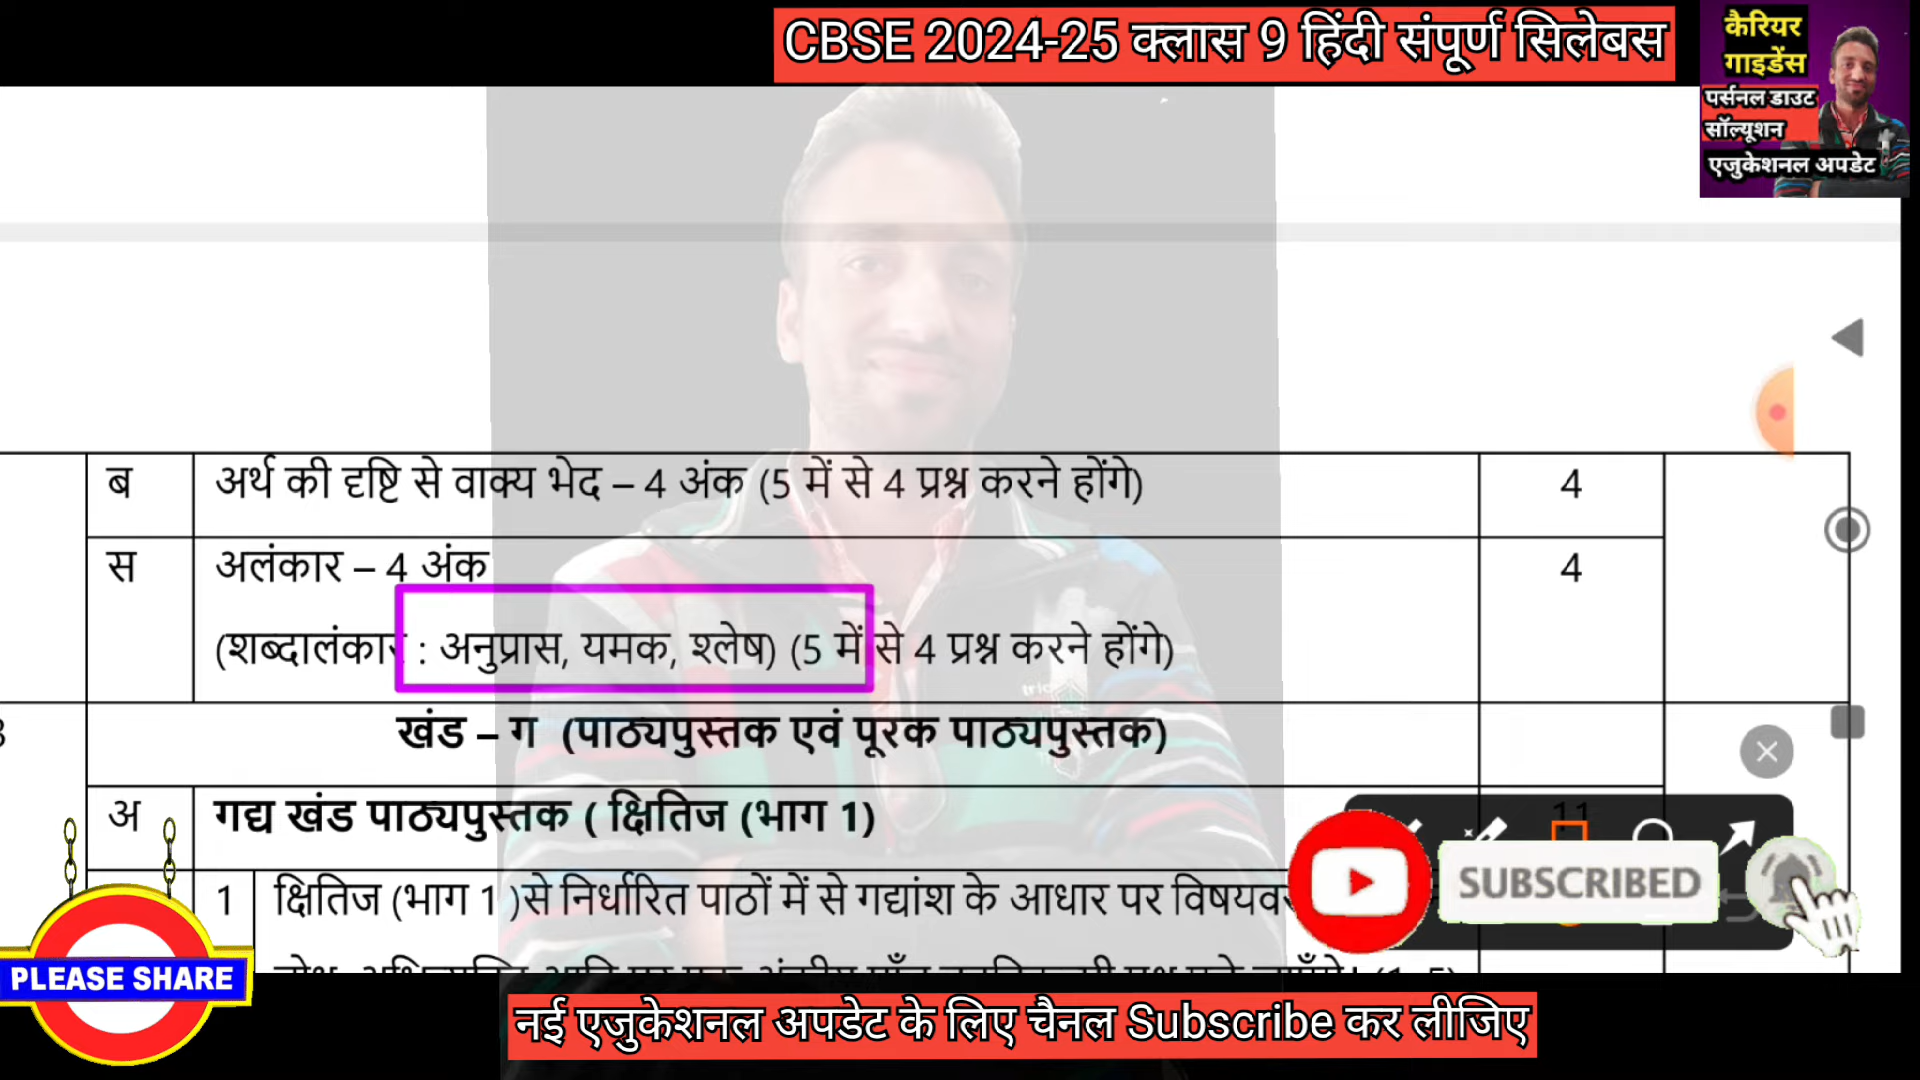 CBSE 2024-25 क्लास 9 हिंदी संपूर्ण सिलेबस
कैरियर
गाइडेंस
पर्सनल डाउट
सॉल्यूशन
एजुकेशनल अपडेट
ब अर्थ की दृष्टि से वाक्य भेद – 4 अंक (5 में से 4 प्रश्न करने होंगे) 4
स अलंकार – 4 अंक 4
(शब्दालंकार : अनुप्रास, यमक, श्लेष) (5 में से 4 प्रश्न करने होंगे)
खंड – ग (पाठ्यपुस्तक एवं पूरक पाठ्यपुस्तक)
अ गद्य खंड पाठ्यपुस्तक ( क्षितिज (भाग 1) 11
1 क्षितिज (भाग 1 )से निर्धारित पाठों में से गद्यांश के आधार पर
SUBSCRIBED
PLEASE SHARE
नई एजुकेशनल अपडेट के लिए चैनल Subscribe कर लीजिए